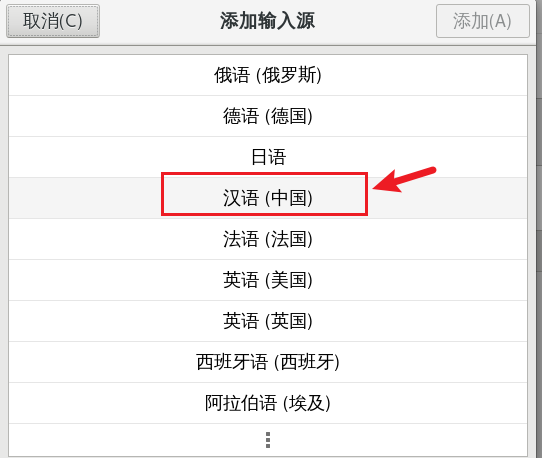 取消(C) 添加输入源 添加(A)
俄语 (俄罗斯)
德语 (德国)
日语
汉语 (中国)
法语 (法国)
英语 (美国)
英语 (英国)
西班牙语 (西班牙)
阿拉伯语 (埃及)